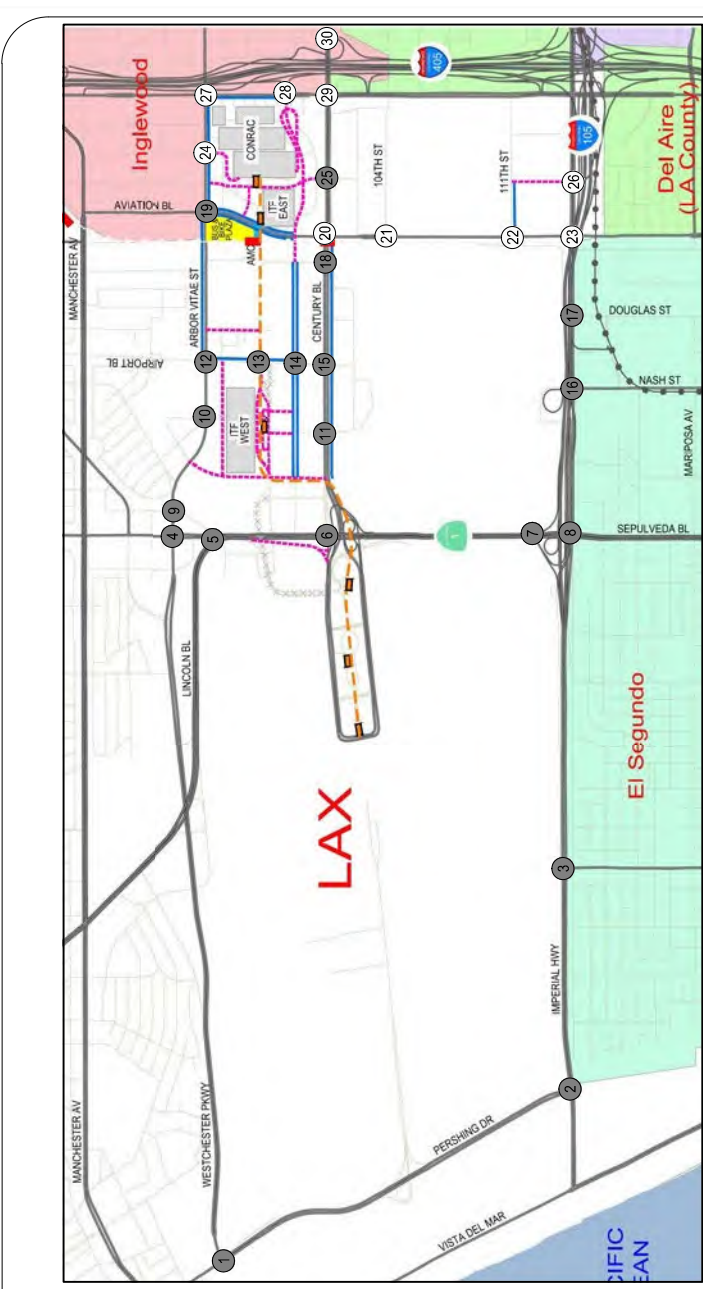 30
405
27
28
29
Inglewood
24
CONRAC
25
104TH ST
111TH ST
26
105
Del Aire
(LA County)
AVIATION BL
19
ITF
EAST
MANCHESTER AV
BIKE
PLAZA
20
21
22
23
ARBOR VITAE ST
18
CENTURY BL
17
DOUGLAS ST
AIRPORT BL
12
13
14
15
16
NASH ST
10
ITF
WEST
11
MARIPOSA AV
9
4
5
6
1
7
8
SEPULVEDA BL
LINCOLN BL
LAX
El Segundo
3
IMPERIAL HWY
2
MANCHESTER AV
WESTCHESTER PKWY
PERSHING DR
1
VISTA DEL MAR
CIFIC
EAN